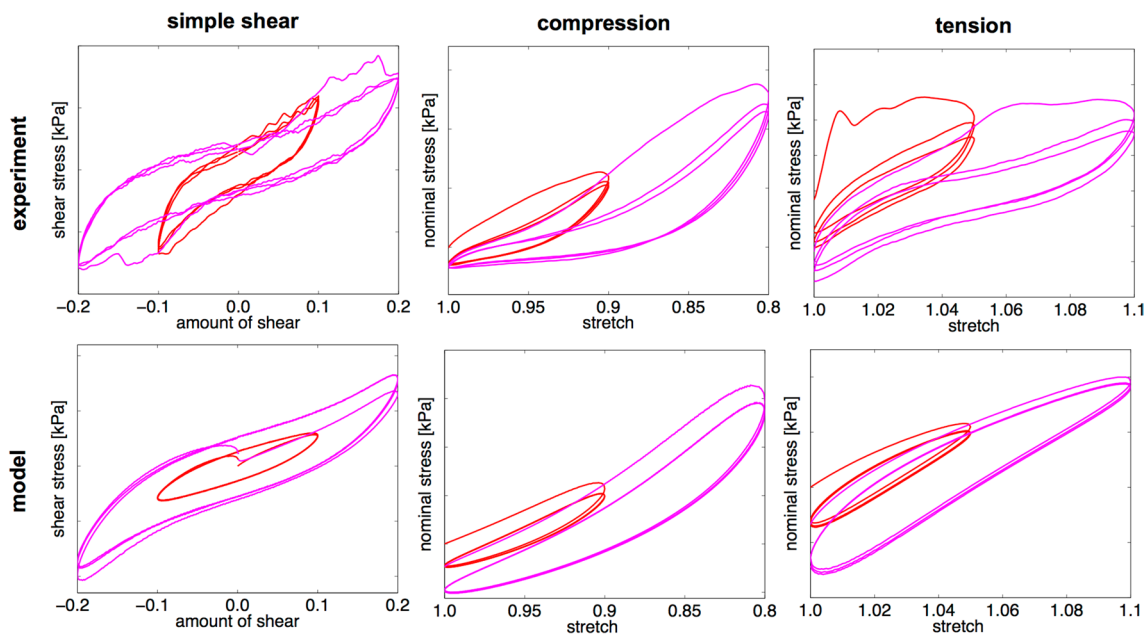 simple shear
compression
tension
experiment
shear stress [kPa]
−0.2 −0.1 0.0 0.1 0.2
amount of shear
nominal stress [kPa]
1.0 0.95 0.9 0.85 0.8
stretch
nominal stress [kPa]
1.0 1.02 1.04 1.06 1.08 1.1
stretch
model
shear stress [kPa]
−0.2 −0.1 0.0 0.1 0.2
amount of shear
nominal stress [kPa]
1.0 0.95 0.9 0.85 0.8
stretch
nominal stress [kPa]
1.0 1.02 1.04 1.06 1.08 1.1
stretch